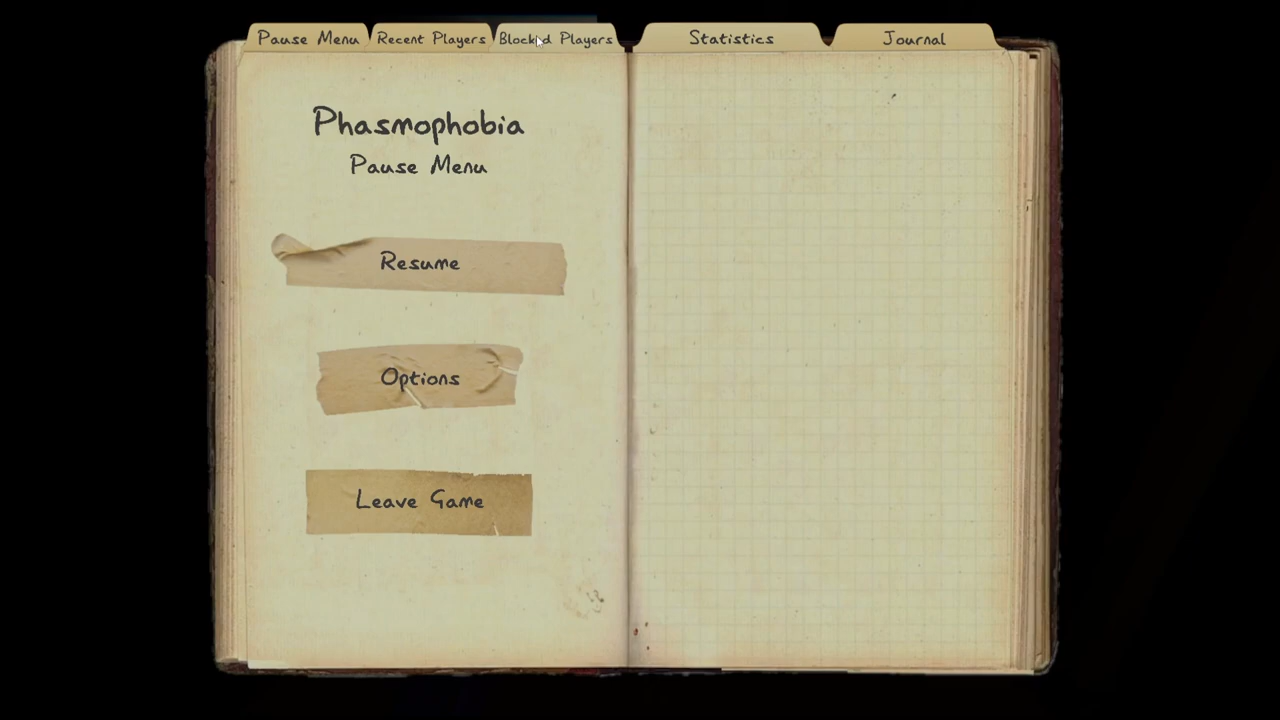 Pause Menu
Recent Players
Blocked Players
Statistics
Journal
Phasmophobia
Pause Menu
Resume
Options
Leave Game